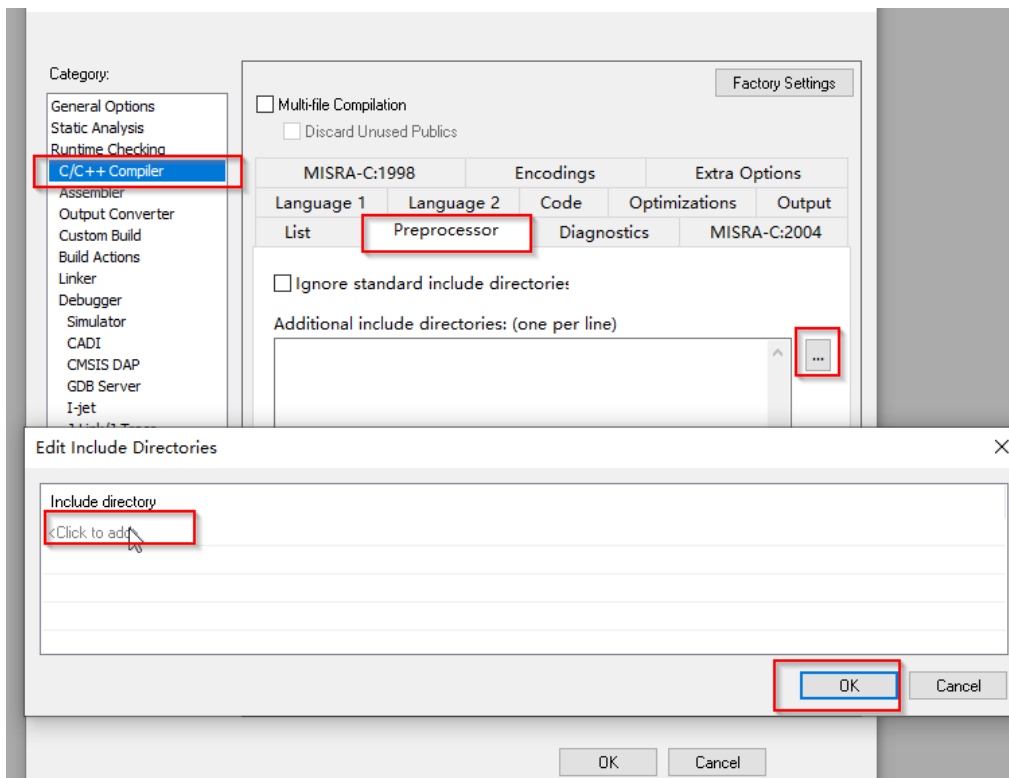 Category:
General Options
Static Analysis
Runtime Checking
C/C++ Compiler
Assembler
Output Converter
Custom Build
Build Actions
Linker
Debugger
Simulator
CADI
CMSIS DAP
GDB Server
I-jet
Factory Settings
Multi-file Compilation
Discard Unused Publics
MISRA-C:1998 Encodings Extra Options
Language 1 Language 2 Code Optimizations Output
List Preprocessor Diagnostics MISRA-C:2004
Ignore standard include directories
Additional include directories: (one per line)
...
Edit Include Directories
Include directory
<Click to add
OK Cancel
OK Cancel